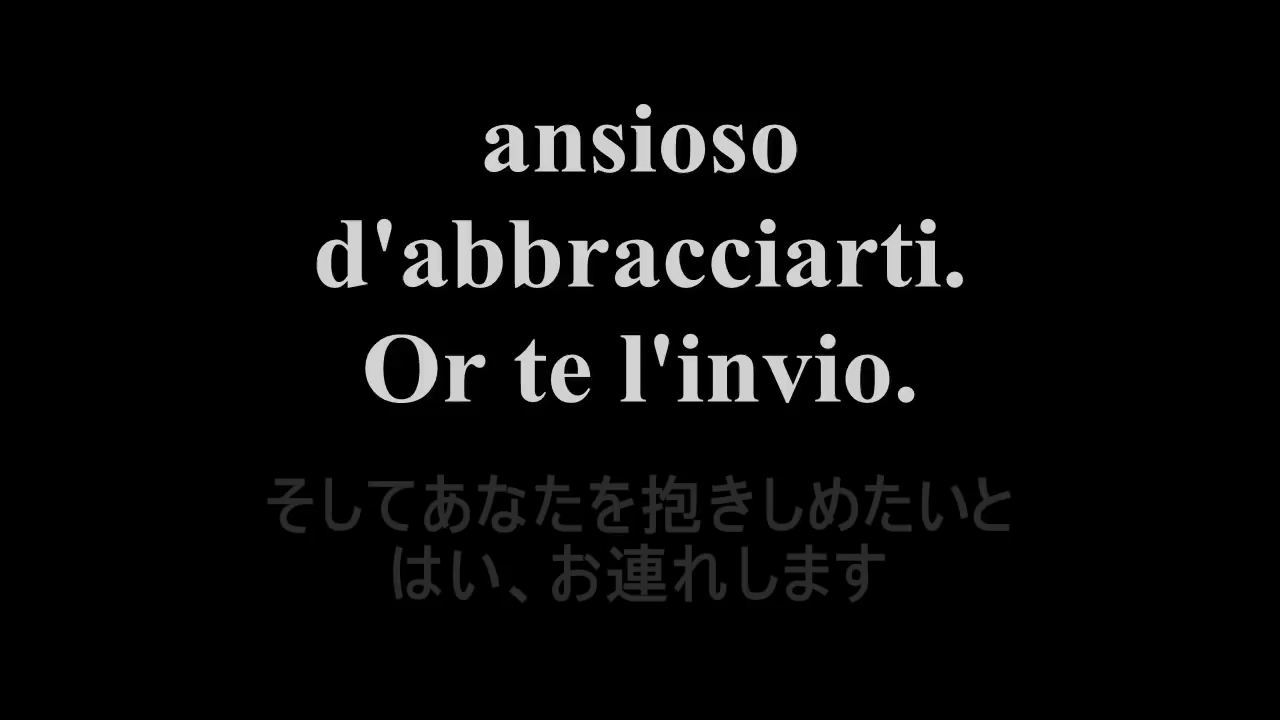 ansioso
d'abbracciarti.
Or te l'invio.
そしてあなたを抱きしめたいと
はい、お連れします